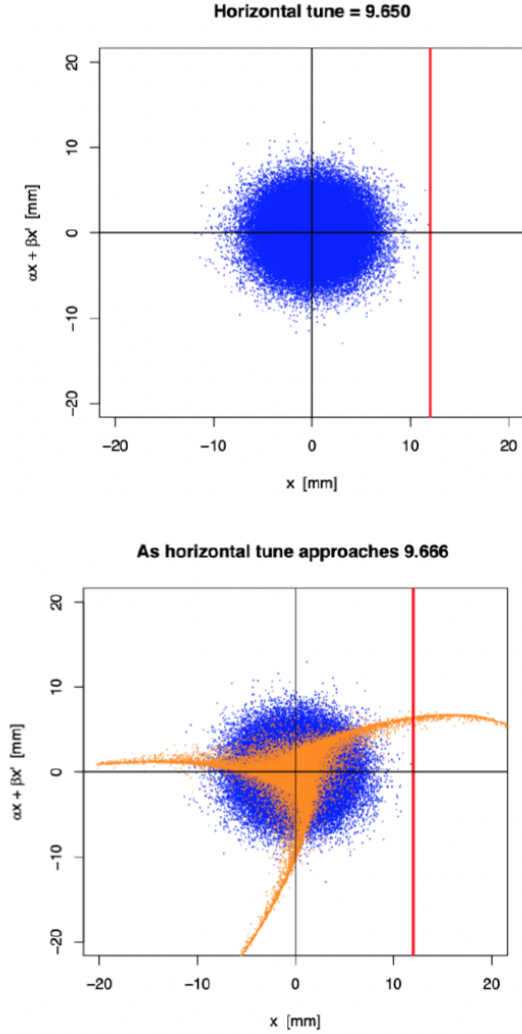 Horizontal tune = 9.650
20
10
0
−10
−20
αx + βx' [mm]
−20 −10 0 10 20
x [mm]
As horizontal tune approaches 9.666
20
10
0
−10
−20
αx + βx' [mm]
−20 −10 0 10 20
x [mm]